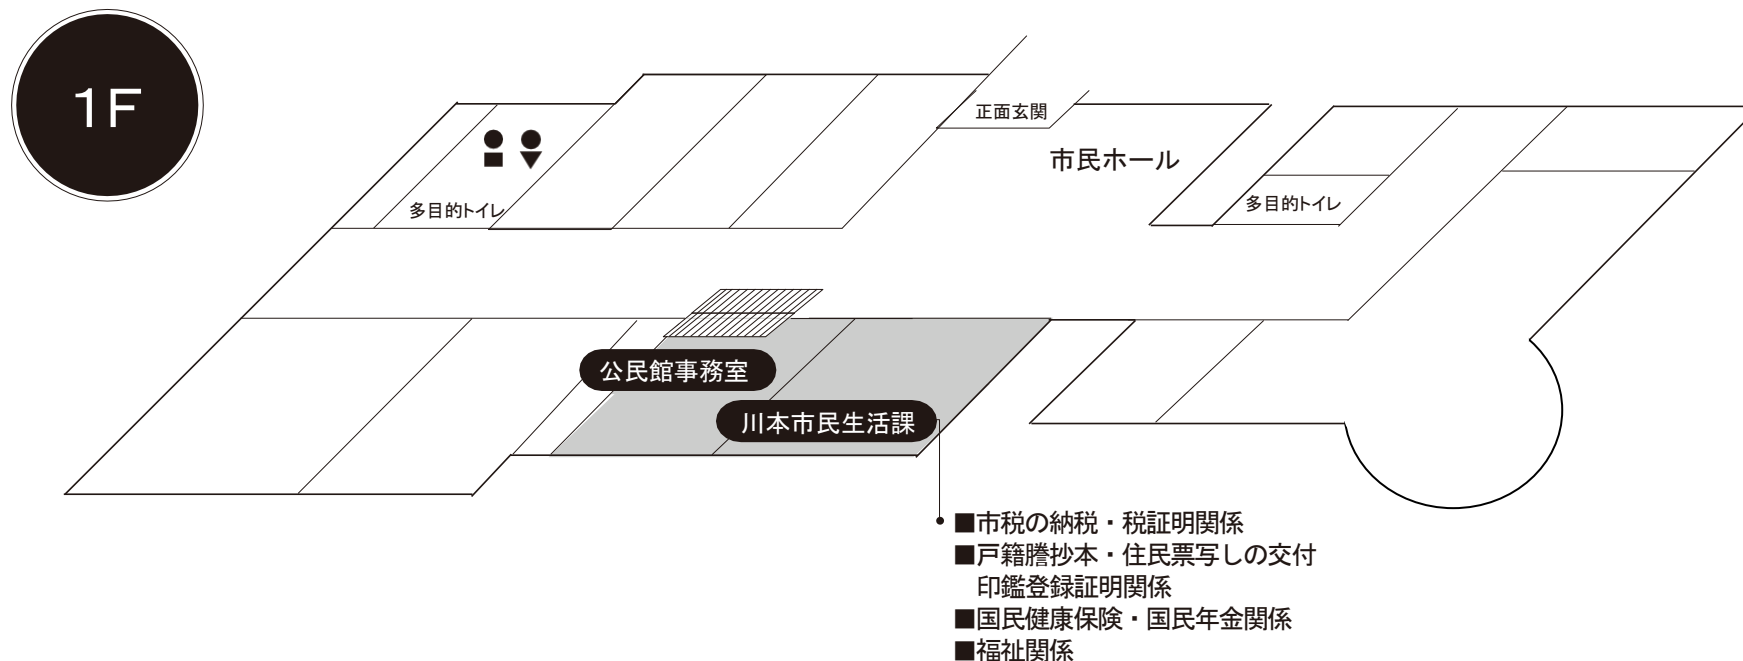 1F
正面玄関
市民ホール
多目的トイレ
多目的トイレ
公民館事務室
川本市民生活課
■市税の納税・税証明関係
■戸籍謄抄本・住民票写しの交付
印鑑登録証明関係
■国民健康保険・国民年金関係
■福祉関係